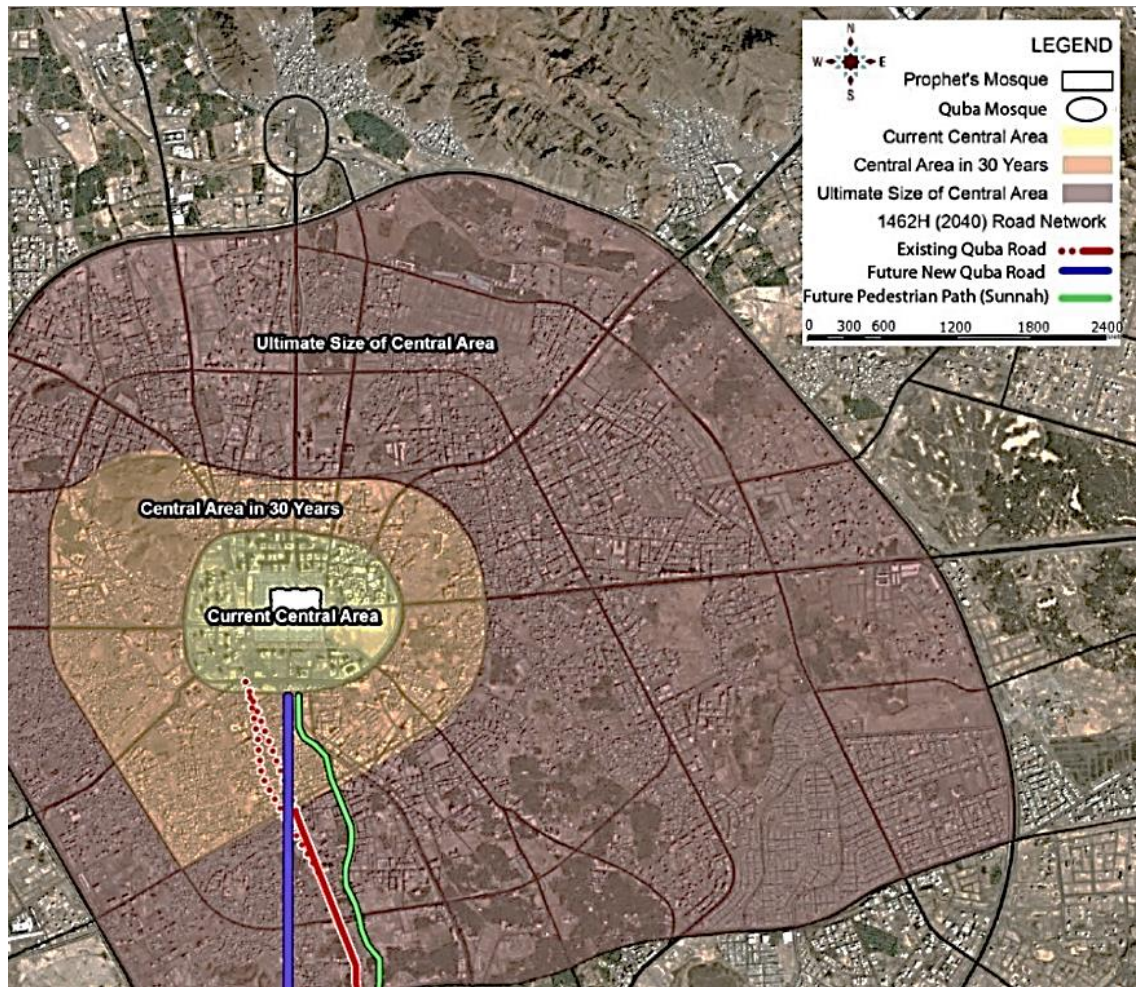 LEGEND
N
W E
S
Prophet's Mosque
Quba Mosque
Current Central Area
Central Area in 30 Years
Ultimate Size of Central Area
1462H (2040) Road Network
Existing Quba Road
Future New Quba Road
Future Pedestrian Path (Sunnah)
0 300 600 1200 1800 2400
Ultimate Size of Central Area
Central Area in 30 Years
Current Central Area